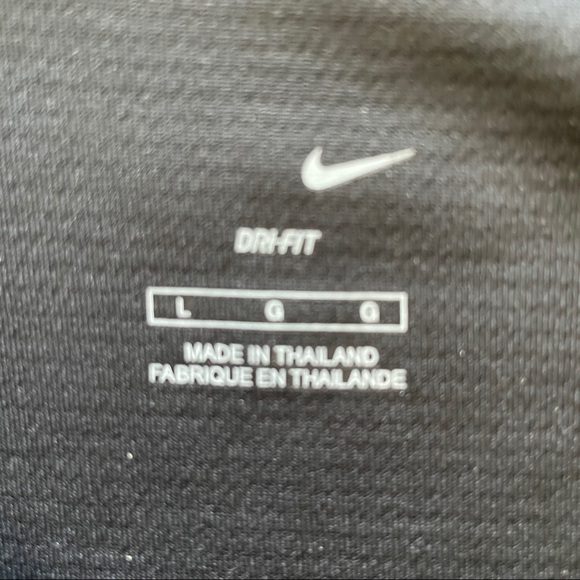 DRI-FIT
L G G
MADE IN THAILAND
FABRIQUE EN THAILANDE